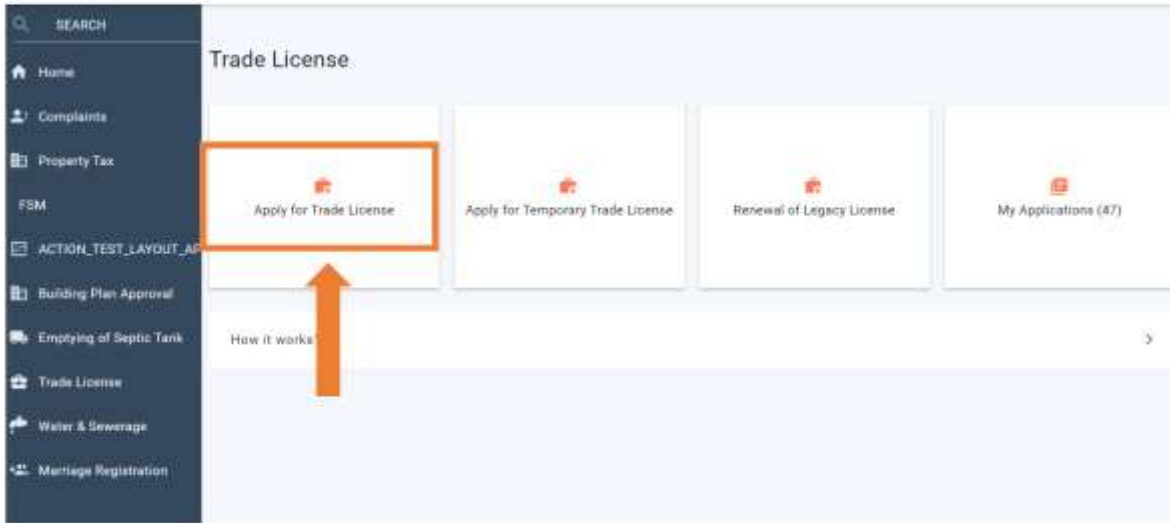 SEARCH
Home
Complaints
Property Tax
FSM
ACTION_TEST_LAYOUT_AP
Building Plan Approval
Emptying of Septic Tank
Trade License
Water & Sewerage
Marriage Registration
Trade License
Apply for Trade License
Apply for Temporary Trade License
Renewal of Legacy License
My Applications (47)
How it works?